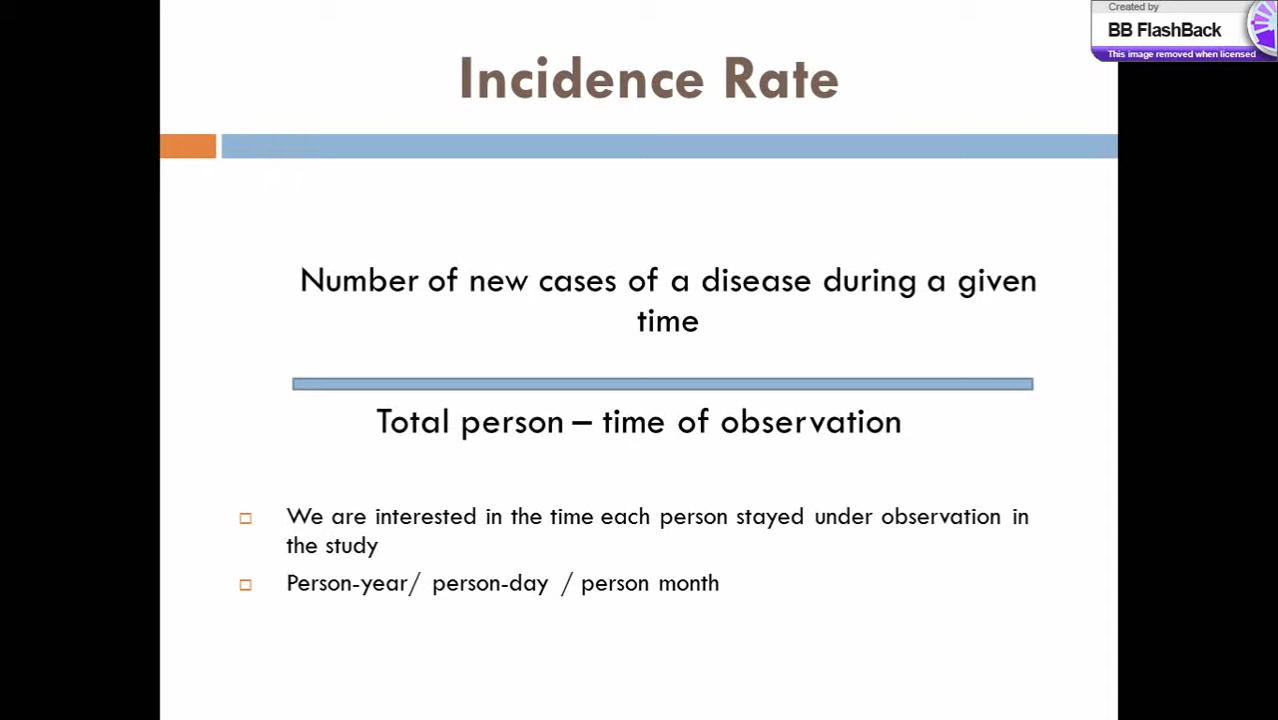 Created by
BB FlashBack
This image removed when licensed
Incidence Rate
Number of new cases of a disease during a given
time
Total person – time of observation
We are interested in the time each person stayed under observation in
the study
Person-year/ person-day / person month